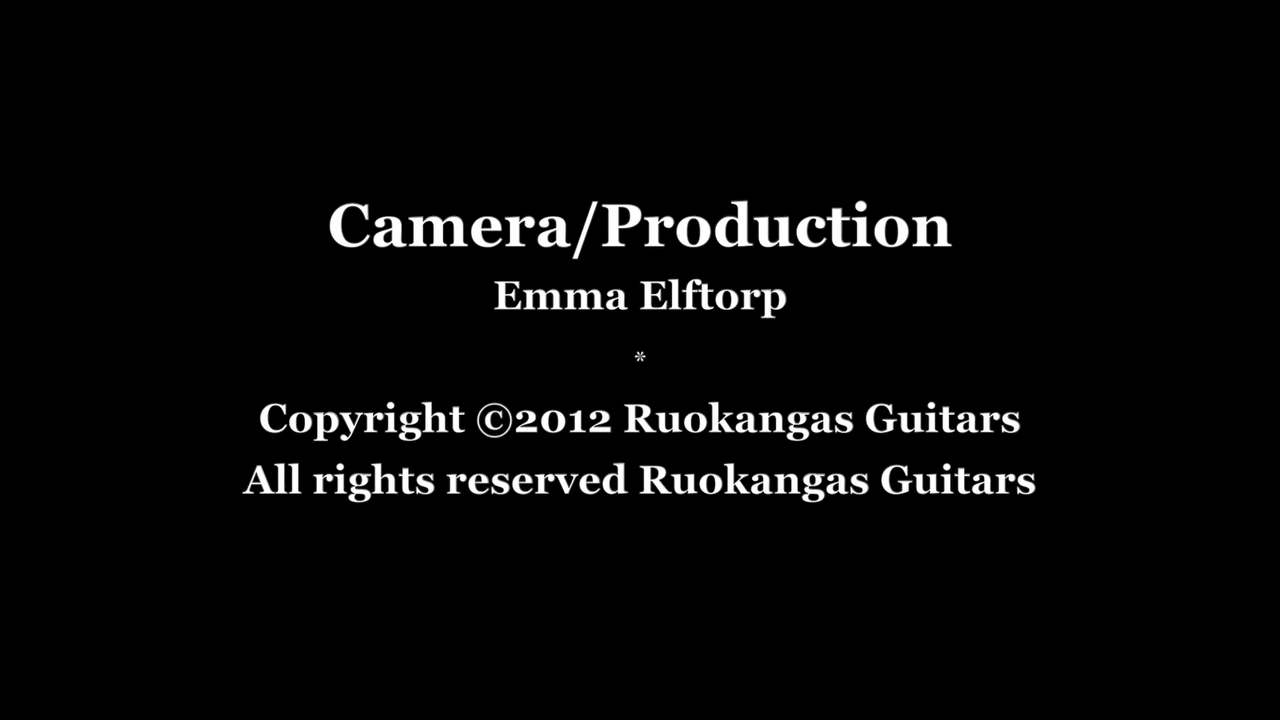 Camera/Production
Emma Elftorp
*
Copyright ©2012 Ruokangas Guitars
All rights reserved Ruokangas Guitars